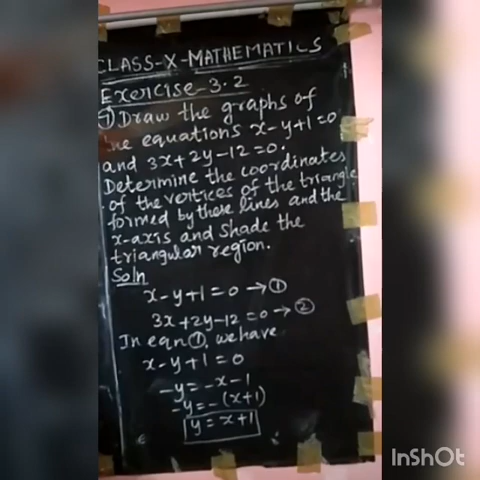 CLASS-X-MATHEMATICS
Exercise-3.2
⑦ Draw the graphs of
the equations x-y+1=0
and 3x+2y-12=0.
Determine the coordinates
of the vertices of the triangle
formed by these lines and the
x-axis and shade the
triangular region.
Soln
x-y+1=0 → ①
3x+2y-12=0 → ②
In eqn ①, we have
x-y+1=0
-y=-x-1
-y=-(x+1)
y=x+1
InShOt